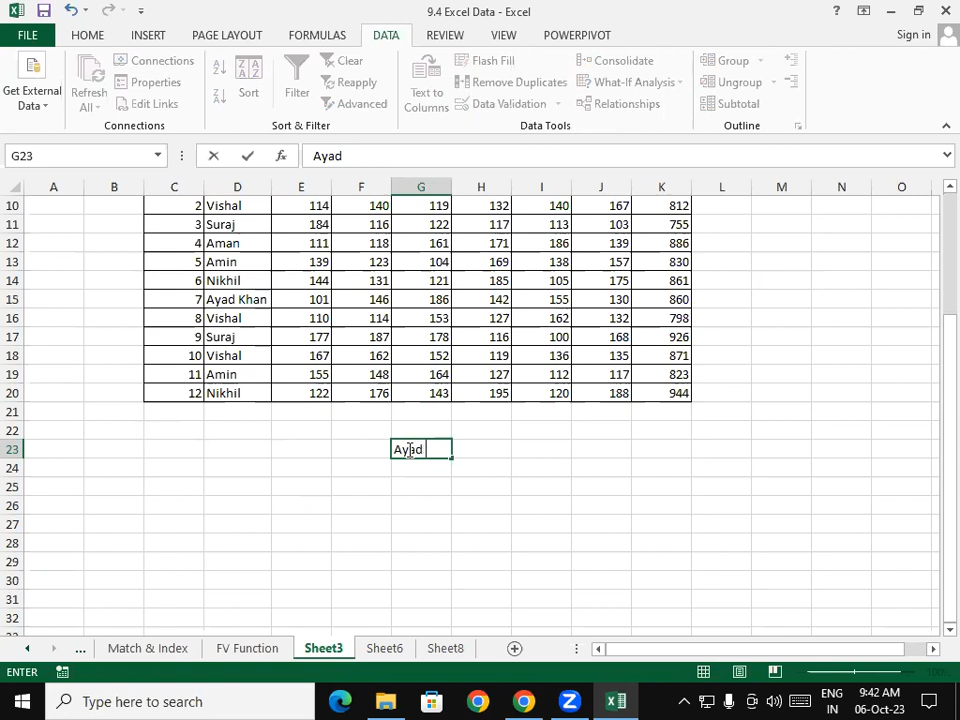 9.4 Excel Data - Excel
?
FILE HOME INSERT PAGE LAYOUT FORMULAS DATA REVIEW VIEW POWERPIVOT Sign in
Get External Data
Refresh All
Connections
Properties
Edit Links
Connections
Sort
Filter
Clear
Reapply
Advanced
Sort & Filter
Text to Columns
Flash Fill
Remove Duplicates
Data Validation
Consolidate
What-If Analysis
Relationships
Data Tools
Group
Ungroup
Subtotal
Outline
G23 fx Ayad
A B C D E F G H I J K L M N O
10 2 Vishal 114 140 119 132 140 167 812
11 3 Suraj 184 116 122 117 113 103 755
12 4 Aman 111 118 161 171 186 139 886
13 5 Amin 139 123 104 169 138 157 830
14 6 Nikhil 144 131 121 185 105 175 861
15 7 Ayad Khan 101 146 186 142 155 130 860
16 8 Vishal 110 114 153 127 162 132 798
17 9 Suraj 177 187 178 116 100 168 926
18 10 Vishal 167 162 152 119 136 135 871
19 11 Amin 155 148 164 127 112 117 823
20 12 Nikhil 122 176 143 195 120 188 944
21
22
23 Ayad
24
25
26
27
28
29
30
31
32
... Match & Index FV Function Sheet3 Sheet6 Sheet8
ENTER
Type here to search
ENG
IN
9:42 AM
06-Oct-23